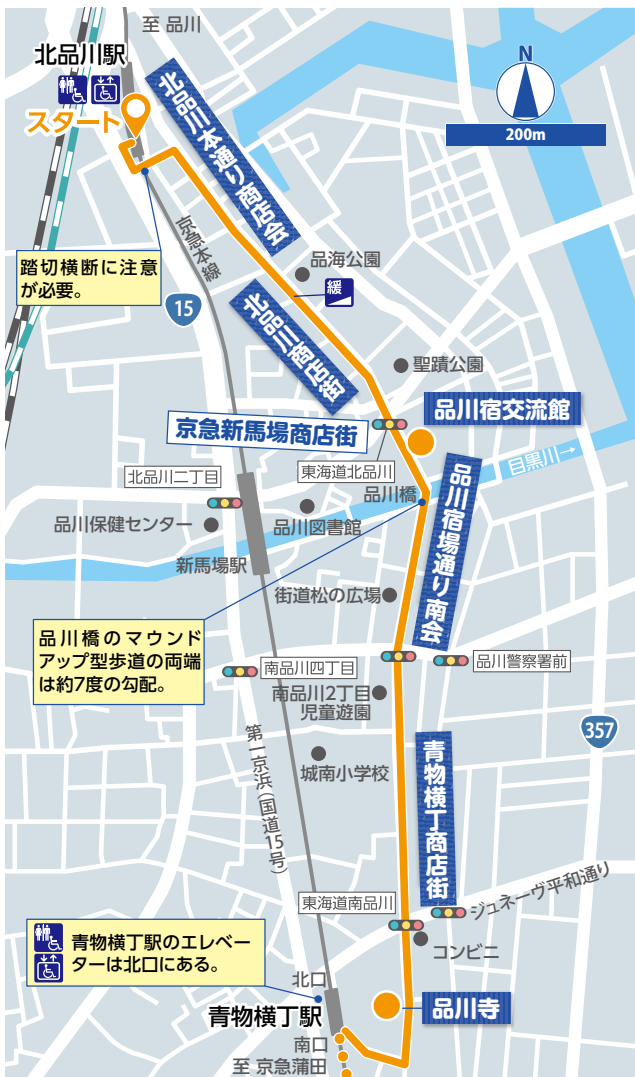 至 品川
北品川駅
スタート
N
200m
北品川本通り商店会
京急本線
踏切横断に注意
が必要。
品海公園
15
緩
北品川商店街
聖蹟公園
品川宿交流館
京急新馬場商店街
東海道北品川
目黒川→
北品川二丁目
品川橋
品川保健センター
品川図書館
新馬場駅
品川宿場通り南会
街道松の広場
品川橋のマウンド
アップ型歩道の両端
は約7度の勾配。
南品川四丁目
品川警察署前
南品川2丁目
児童遊園
357
第一京浜(国道15号)
城南小学校
青物横丁商店街
東海道南品川
ジュネーヴ平和通り
コンビニ
青物横丁駅のエレベー
ターは北口にある。
北口
青物横丁駅
品川寺
南口
至 京急蒲田